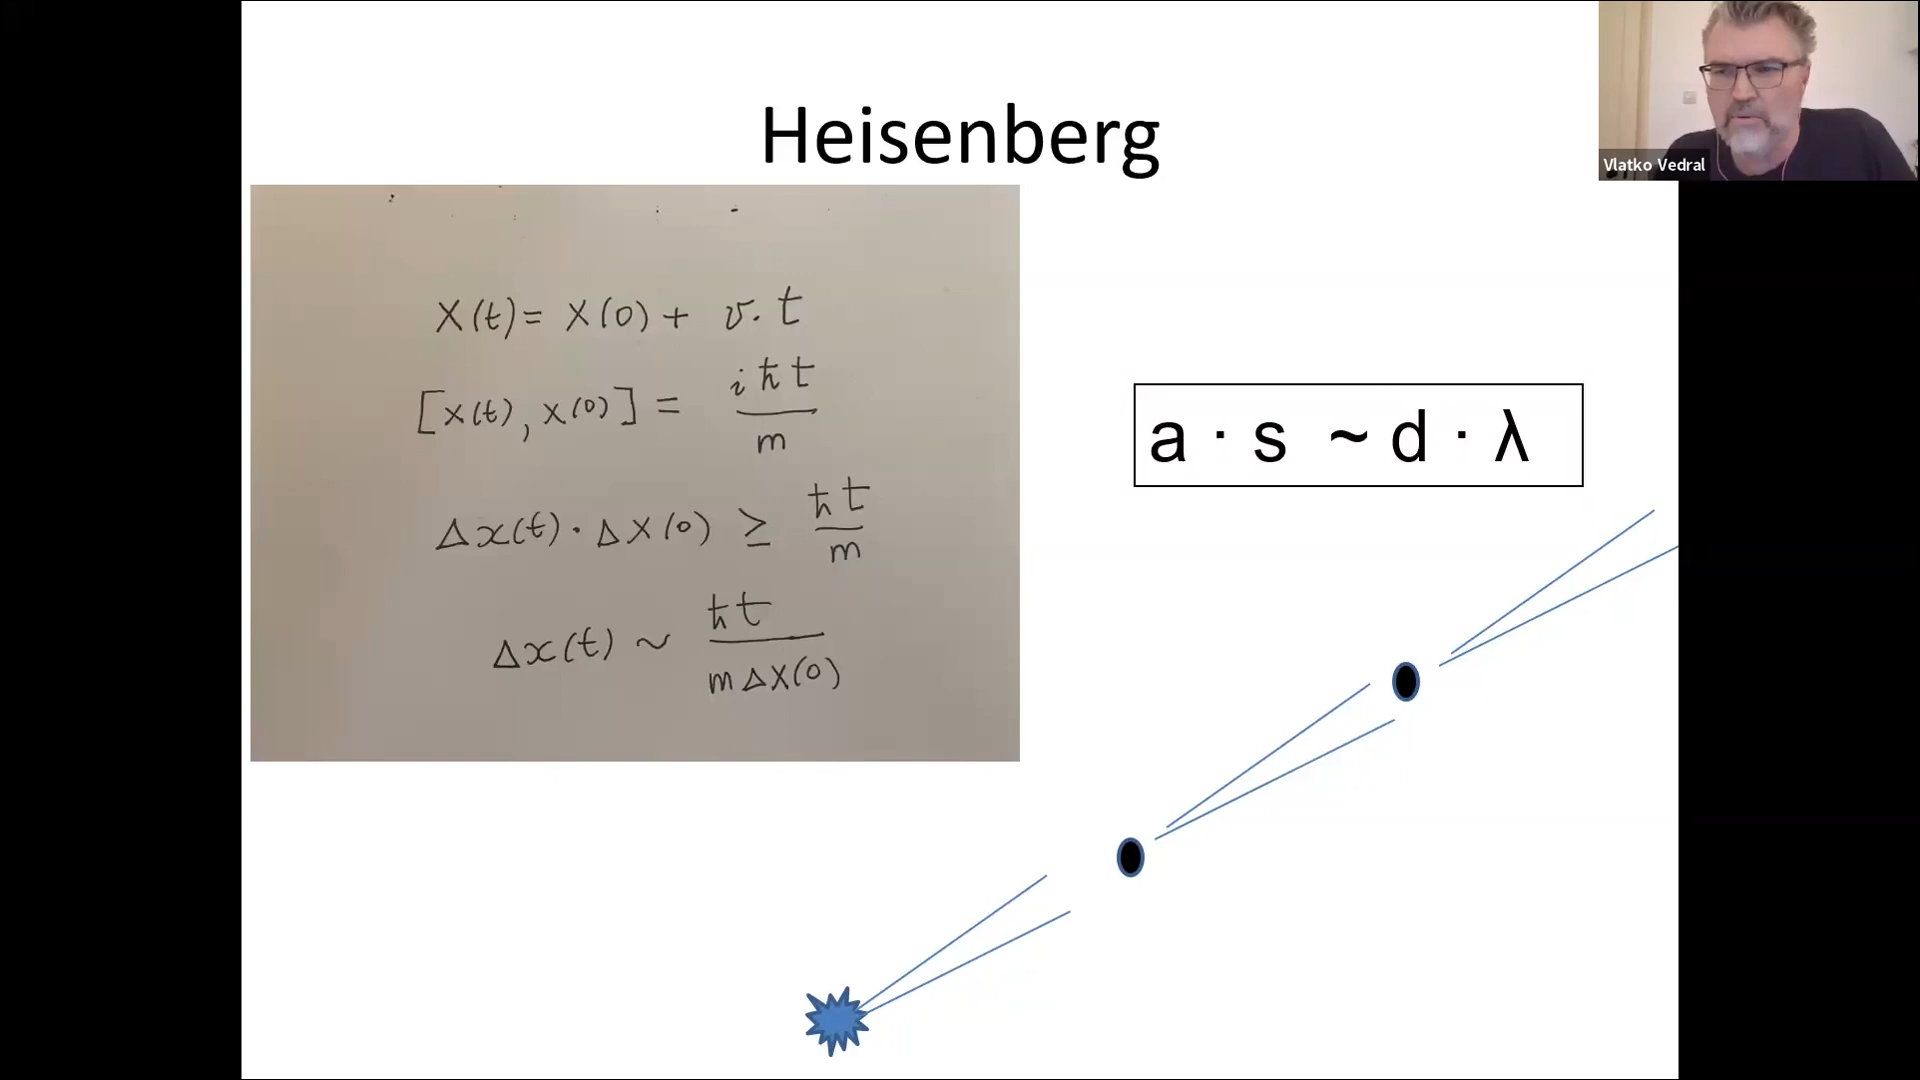 Heisenberg
Vlatko Vedral
X(t) = X(0) + v. t
[x(t), x(0)] = iħt / m
Δx(t) · ΔX(0) ≥ ħt / m
Δx(t) ~ ħt / mΔX(0)
a · s ~ d · λ